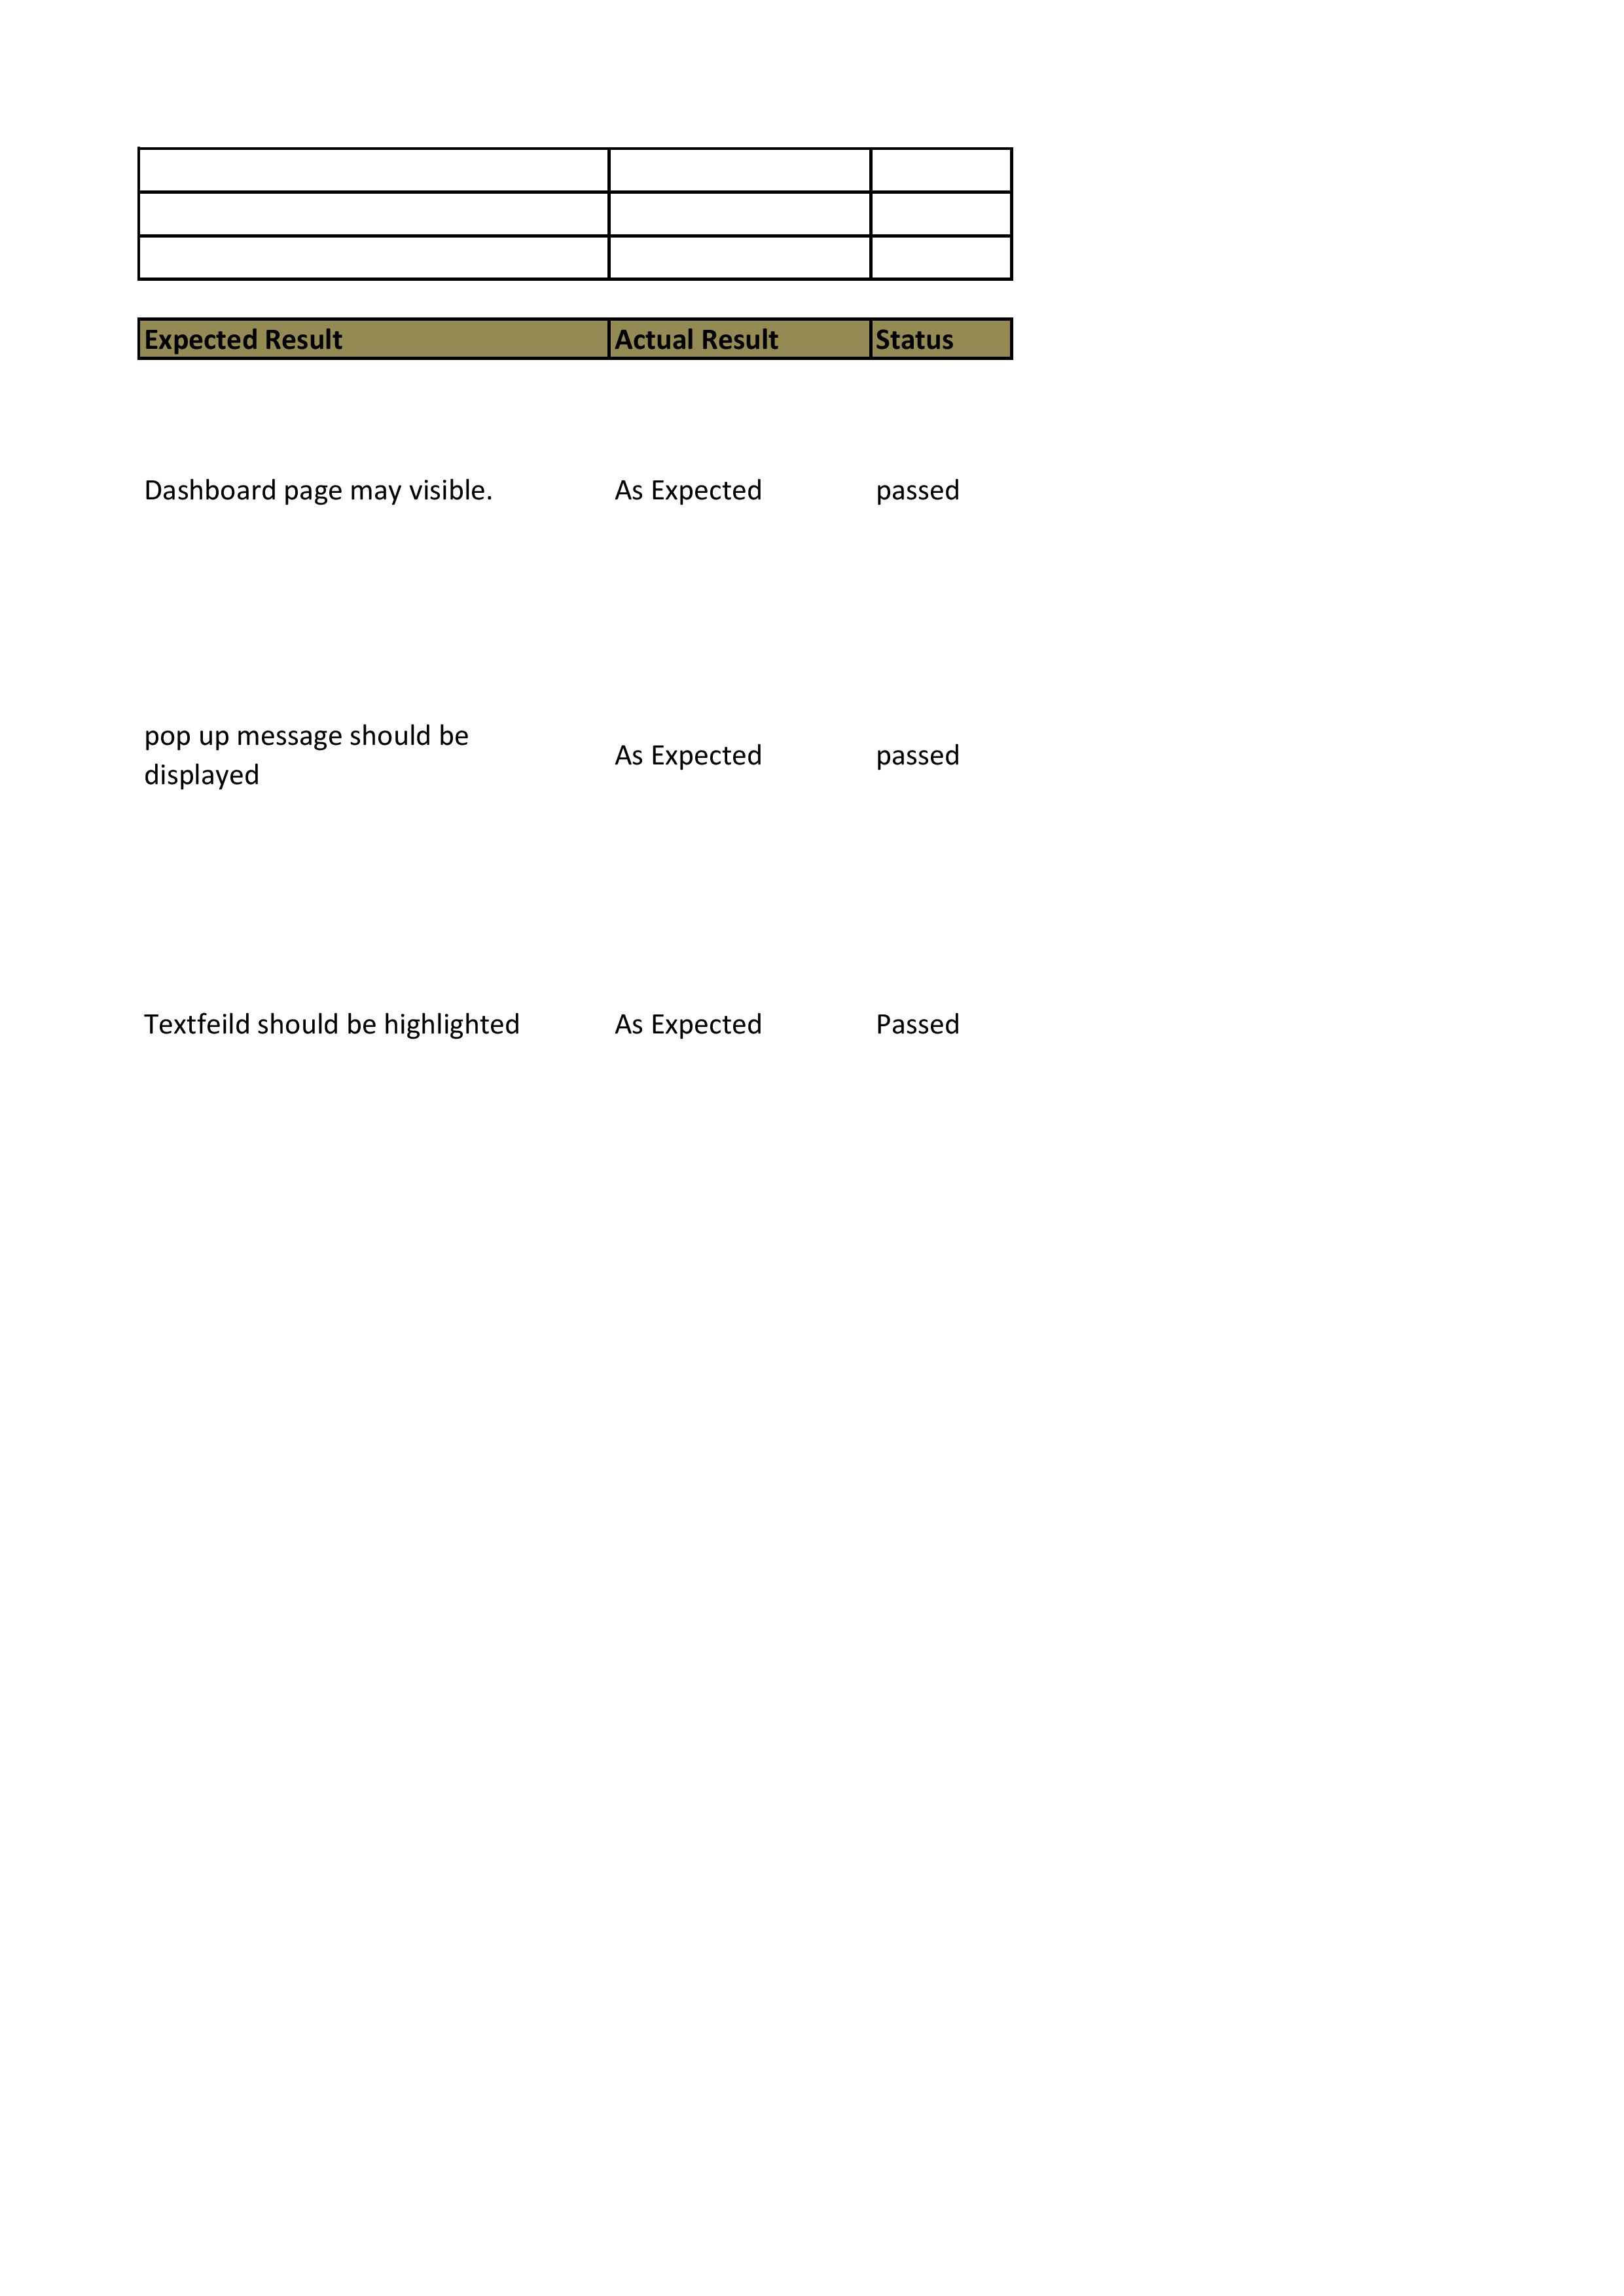 Expected Result Actual Result Status
Dashboard page may visible. As Expected passed
pop up message should be
displayed As Expected passed
Textfeild should be highlighted As Expected Passed